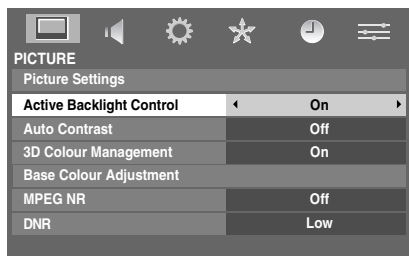 PICTURE
Picture Settings
Active Backlight Control On
Auto Contrast Off
3D Colour Management On
Base Colour Adjustment
MPEG NR Off
DNR Low